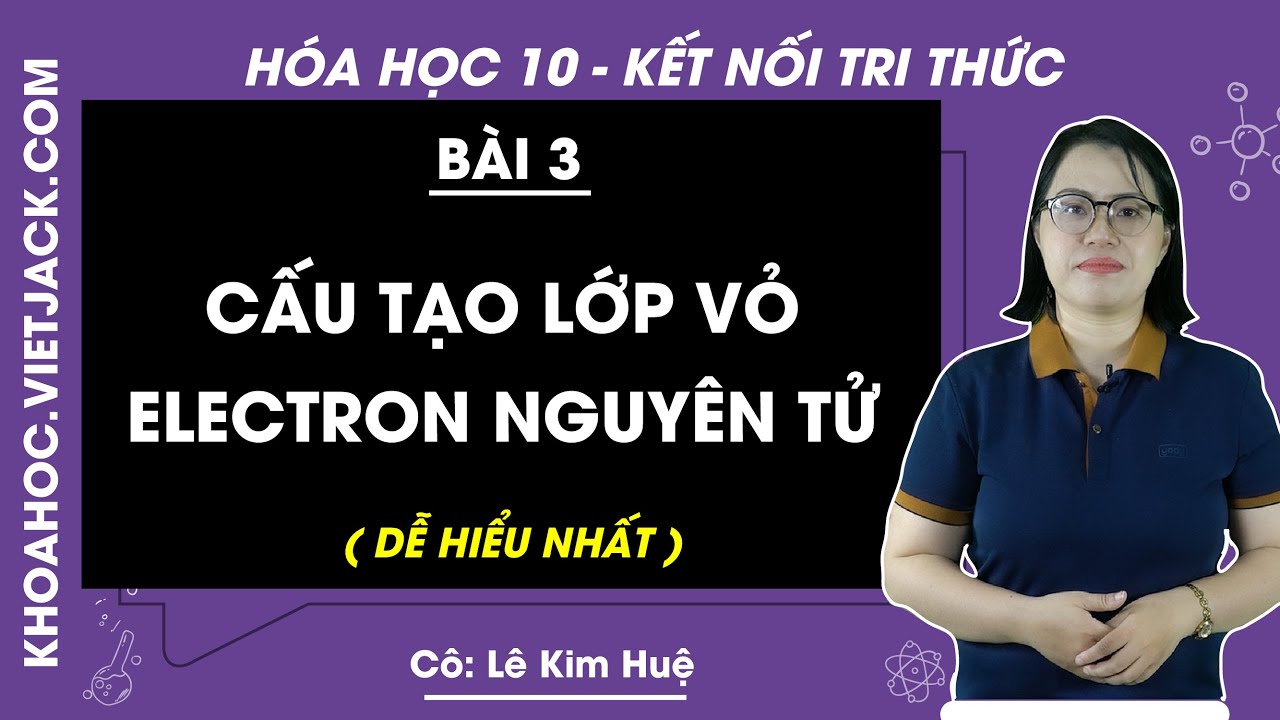 HÓA HỌC 10 - KẾT NỐI TRI THỨC
KHOAHOC.VIETJACK.COM
BÀI 3
CẤU TẠO LỚP VỎ
ELECTRON NGUYÊN TỬ
( DỄ HIỂU NHẤT )
Cô: Lê Kim Huệ